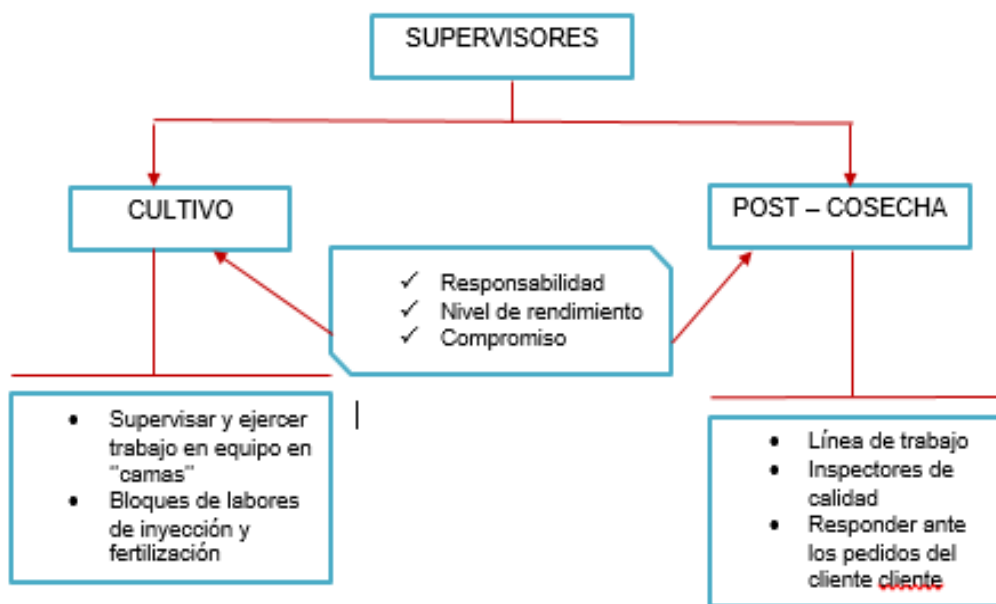 SUPERVISORES
CULTIVO
POST – COSECHA
✓ Responsabilidad
✓ Nivel de rendimiento
✓ Compromiso
• Supervisar y ejercer
trabajo en equipo en
"camas"
• Bloques de labores
de inyección y
fertilización
• Línea de trabajo
• Inspectores de
calidad
• Responder ante
los pedidos del
cliente cliente